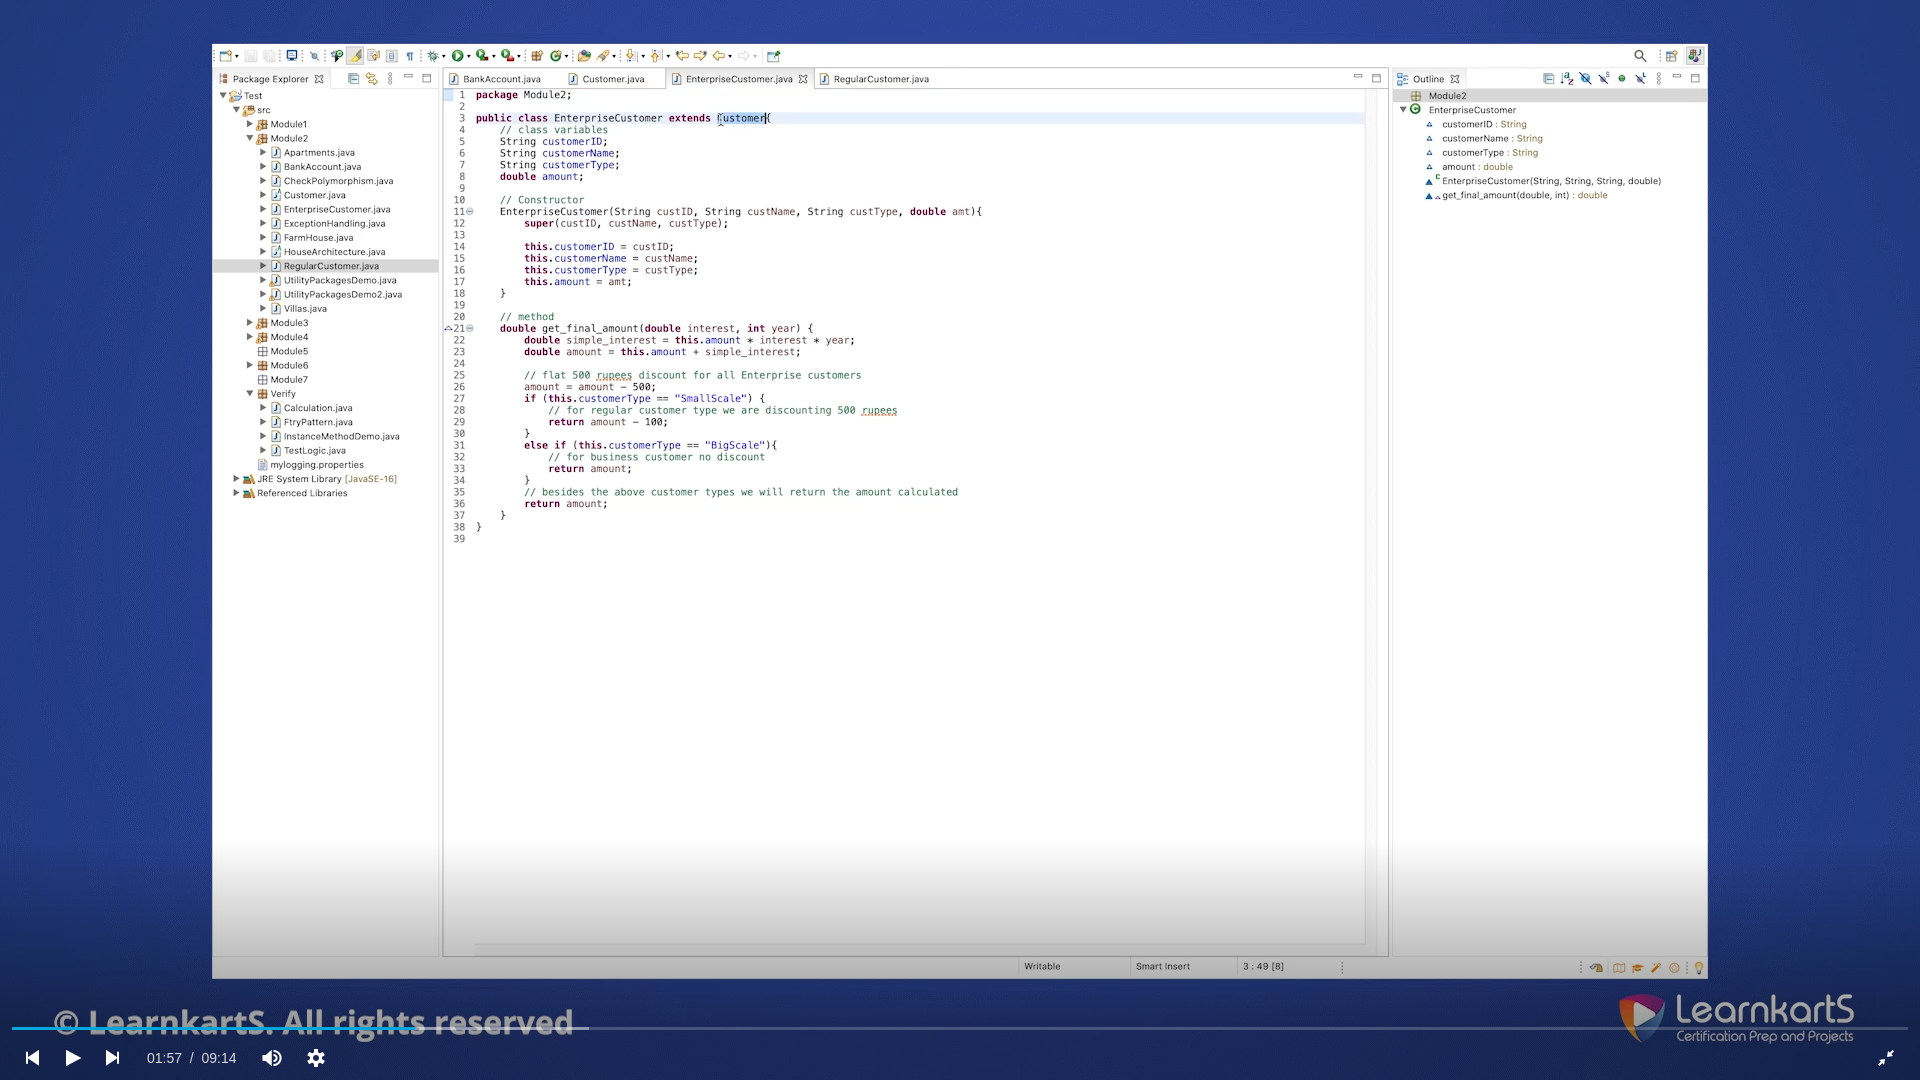 Package Explorer
Test
src
Module1
Module2
Apartments.java
BankAccount.java
CheckPolymorphism.java
Customer.java
EnterpriseCustomer.java
ExceptionHandling.java
FarmHouse.java
HouseArchitecture.java
RegularCustomer.java
UtilityPackagesDemo.java
UtilityPackagesDemo2.java
Villas.java
Module3
Module4
Module5
Module6
Module7
Verify
Calculation.java
FtryPattern.java
InstanceMethodDemo.java
TestLogic.java
mylogging.properties
JRE System Library [JavaSE-16]
Referenced Libraries
BankAccount.java Customer.java EnterpriseCustomer.java RegularCustomer.java
1 package Module2;
2
3 public class EnterpriseCustomer extends Customer{
4 // class variables
5 String customerID;
6 String customerName;
7 String customerType;
8 double amount;
9
10 // Constructor
11 EnterpriseCustomer(String custID, String custName, String custType, double amt){
12 super(custID, custName, custType);
13
14 this.customerID = custID;
15 this.customerName = custName;
16 this.customerType = custType;
17 this.amount = amt;
18 }
19
20 // method
21 double get_final_amount(double interest, int year) {
22 double simple_interest = this.amount * interest * year;
23 double amount = this.amount + simple_interest;
24
25 // flat 500 rupees discount for all Enterprise customers
26 amount = amount - 500;
27 if (this.customerType == "SmallScale") {
28 // for regular customer type we are discounting 500 rupees
29 return amount - 100;
30 }
31 else if (this.customerType == "BigScale"){
32 // for business customer no discount
33 return amount;
34 }
35 // besides the above customer types we will return the amount calculated
36 return amount;
37 }
38 }
39
Outline
Module2
EnterpriseCustomer
customerID : String
customerName : String
customerType : String
amount : double
EnterpriseCustomer(String, String, String, double)
get_final_amount(double, int) : double
Writable Smart Insert 3 : 49 [8]
© LearnkartS. All rights reserved
LearnkartS
Certification Prep and Projects
01:57 / 09:14